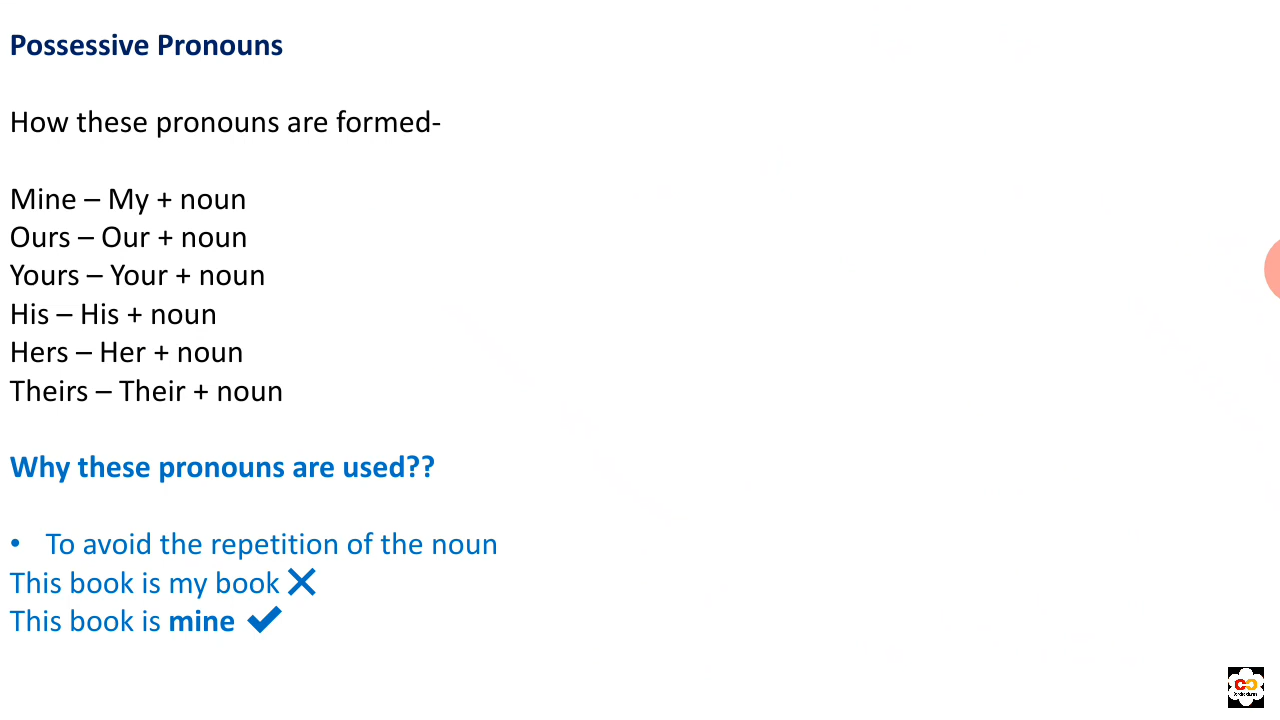 Possessive Pronouns
How these pronouns are formed-
Mine – My + noun
Ours – Our + noun
Yours – Your + noun
His – His + noun
Hers – Her + noun
Theirs – Their + noun
Why these pronouns are used??
• To avoid the repetition of the noun
This book is my book ✕
This book is mine ✔